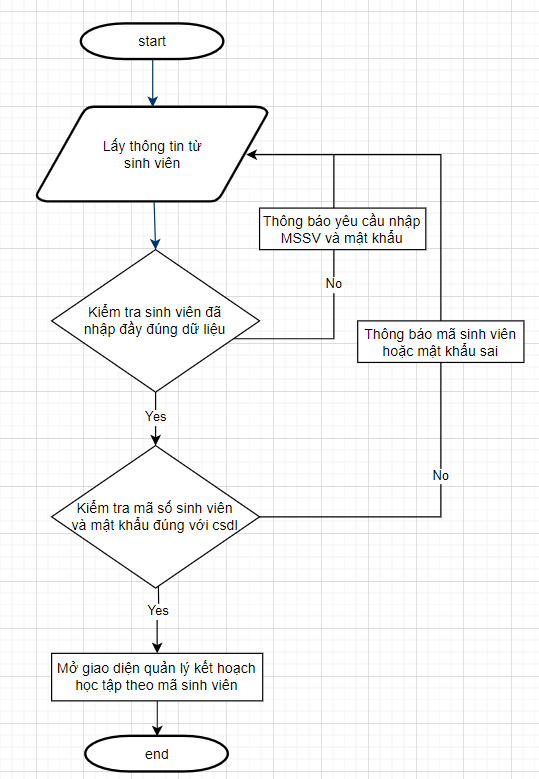 start
Lấy thông tin từ
sinh viên
Thông báo yêu cầu nhập
MSSV và mật khẩu
No
Kiểm tra sinh viên đã
nhập đầy đúng dữ liệu
Thông báo mã sinh viên
hoặc mật khẩu sai
Yes
No
Kiểm tra mã số sinh viên
và mật khẩu đúng với csdl
Yes
Mở giao diện quản lý kết hoạch
học tập theo mã sinh viên
end